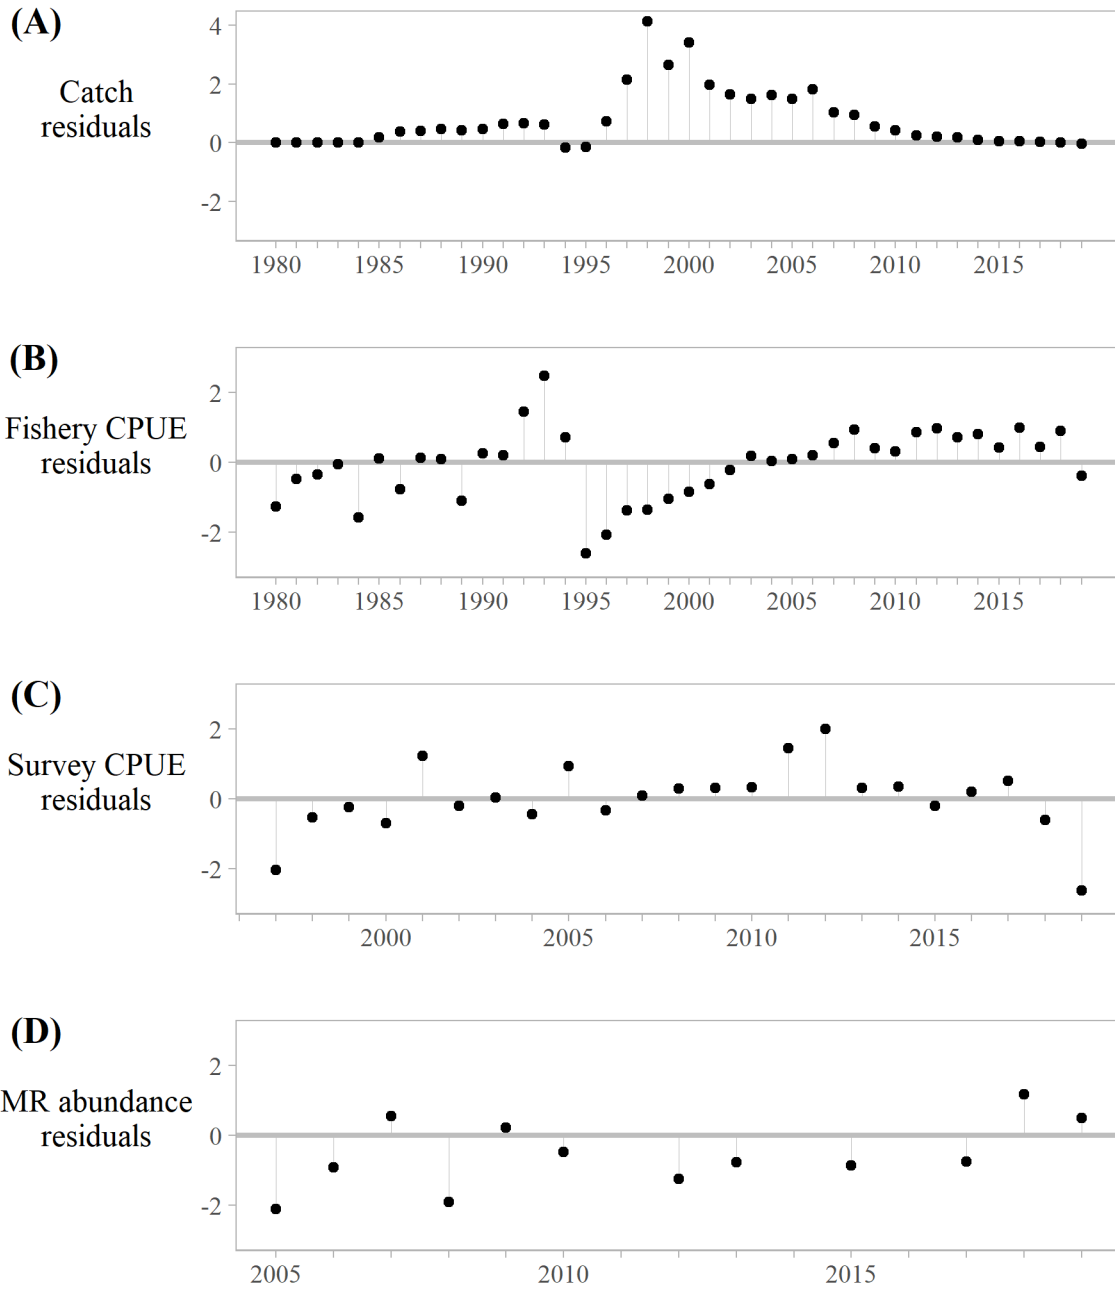 (A)
Catch
residuals
4
2
0
-2
1980 1985 1990 1995 2000 2005 2010 2015
(B)
Fishery CPUE
residuals
2
0
-2
1980 1985 1990 1995 2000 2005 2010 2015
(C)
Survey CPUE
residuals
2
0
-2
2000 2005 2010 2015
(D)
MR abundance
residuals
2
0
-2
2005 2010 2015